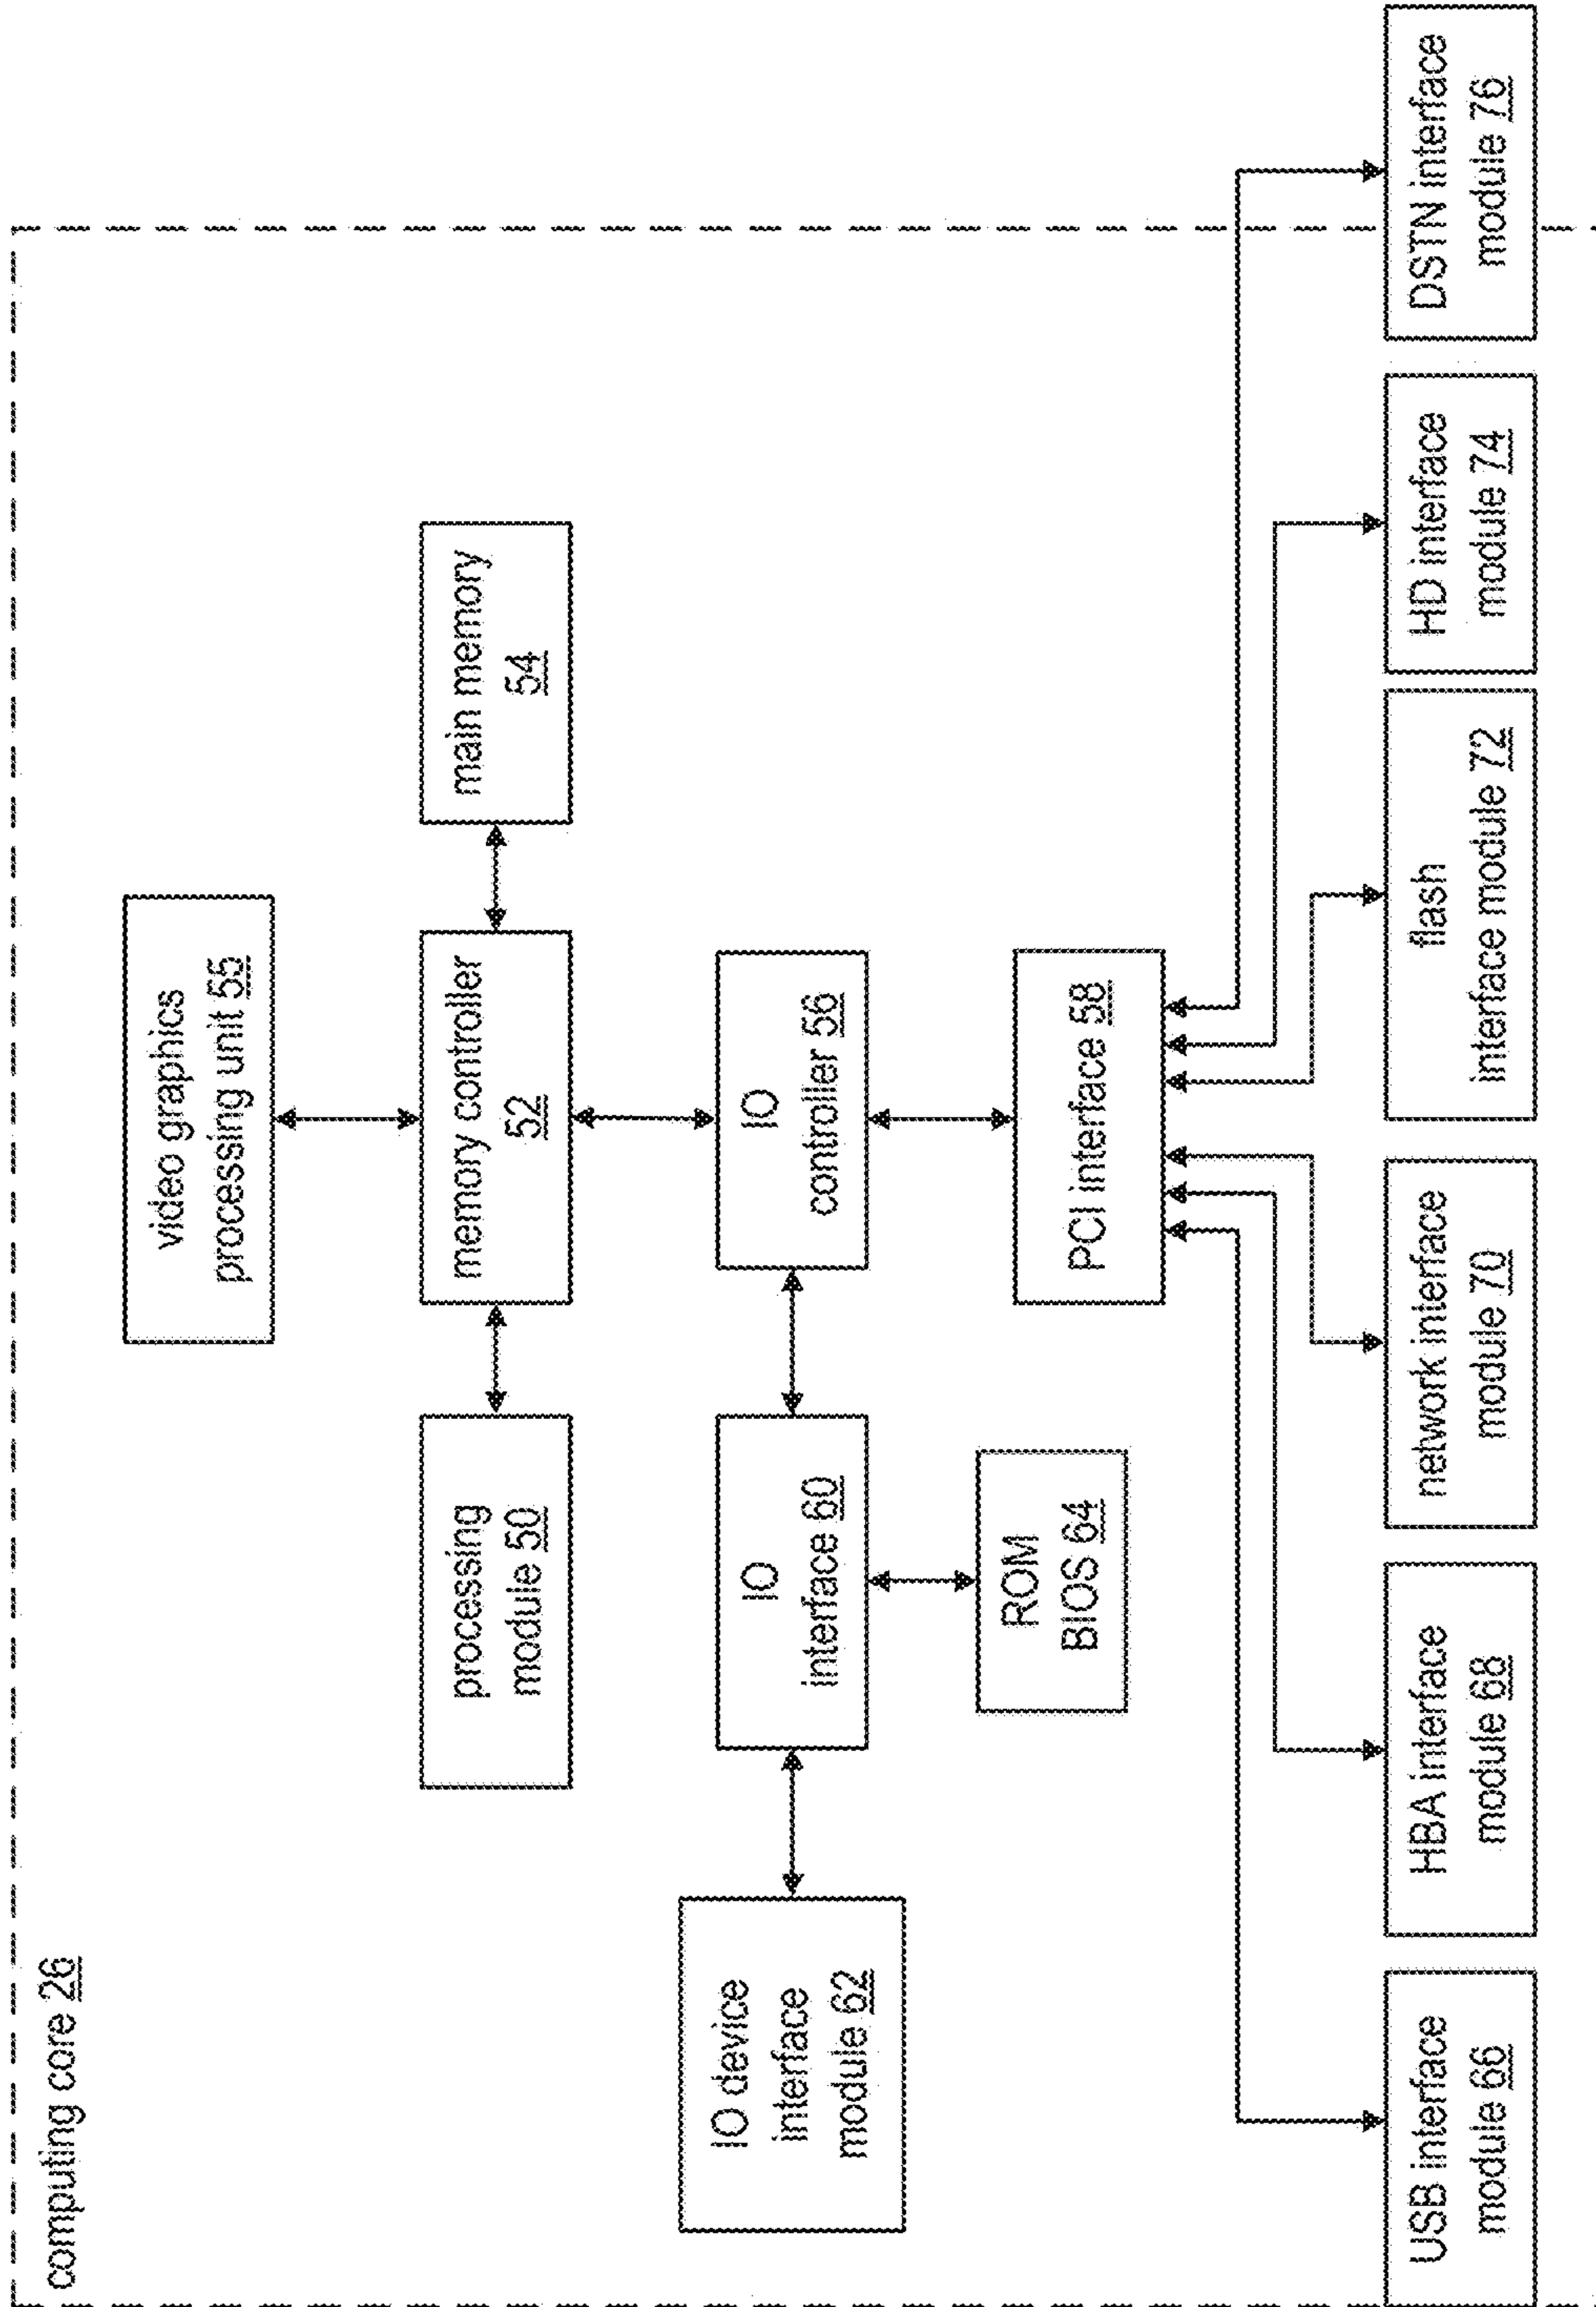 computing core 26
video graphics
processing unit 55
processing
module 50
memory controller
52
main memory
54
IO device
interface
module 62
IO
interface 60
IO
controller 56
ROM
BIOS 64
PCI interface 58
USB interface
module 66
HBA interface
module 68
network interface
module 70
flash
interface module 72
HD interface
module 74
DSTN interface
module 76